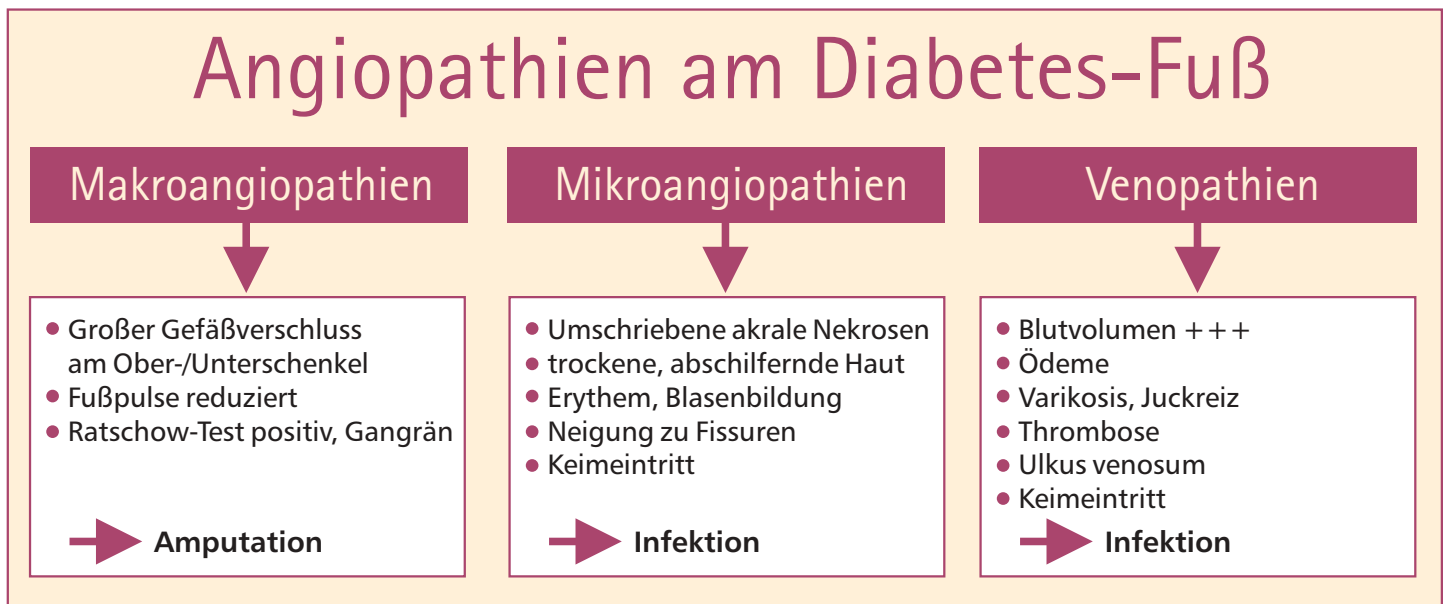 Angiopathien am Diabetes-Fuß
Makroangiopathien
• Großer Gefäßverschluss
am Ober-/Unterschenkel
• Fußpulse reduziert
• Ratschow-Test positiv, Gangrän
Amputation
Mikroangiopathien
• Umschriebene akrale Nekrosen
• trockene, abschilfernde Haut
• Erythem, Blasenbildung
• Neigung zu Fissuren
• Keimeintritt
Infektion
Venopathien
• Blutvolumen +++
• Ödeme
• Varikosis, Juckreiz
• Thrombose
• Ulkus venosum
• Keimeintritt
Infektion